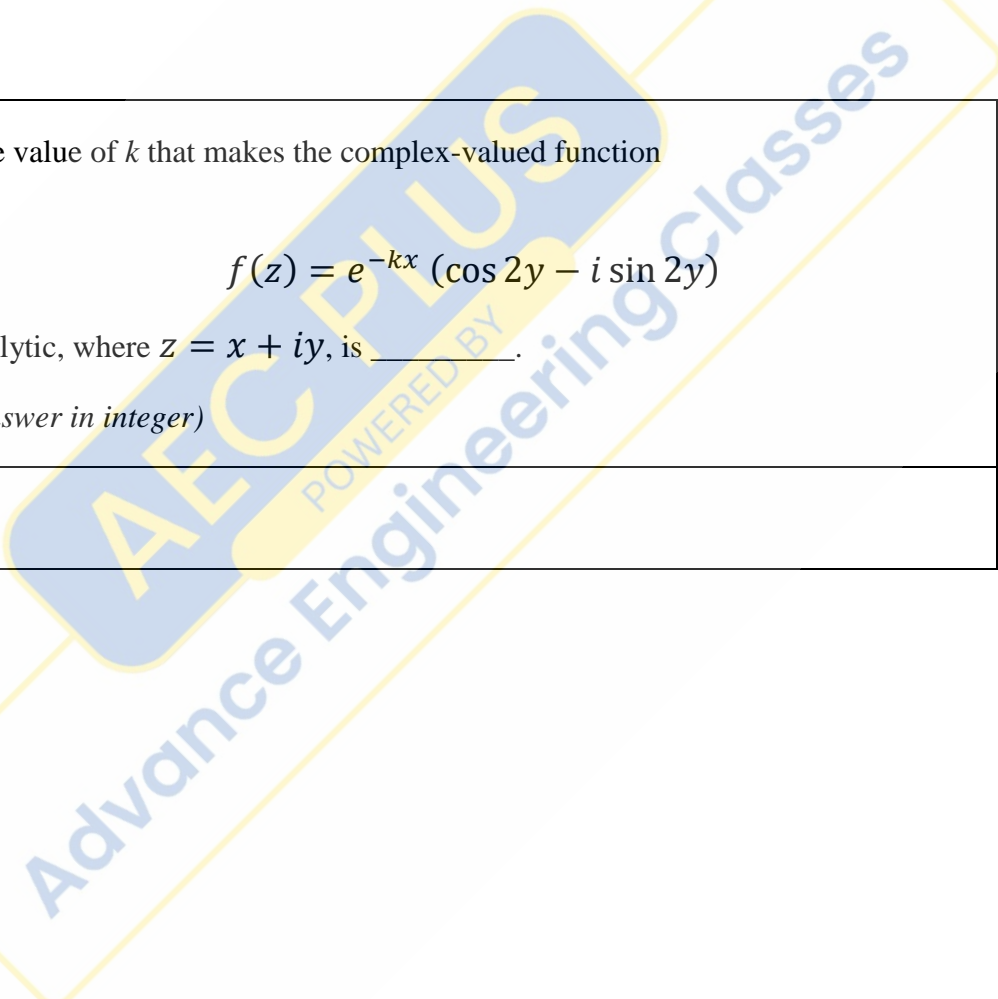 e value of k that makes the complex-valued function
f(z) = e^{-kx} (cos 2y − i sin 2y)
lytic, where z = x + iy, is _________.
swer in integer)
AEC PLUS
POWERED BY
Advance Engineering Classes